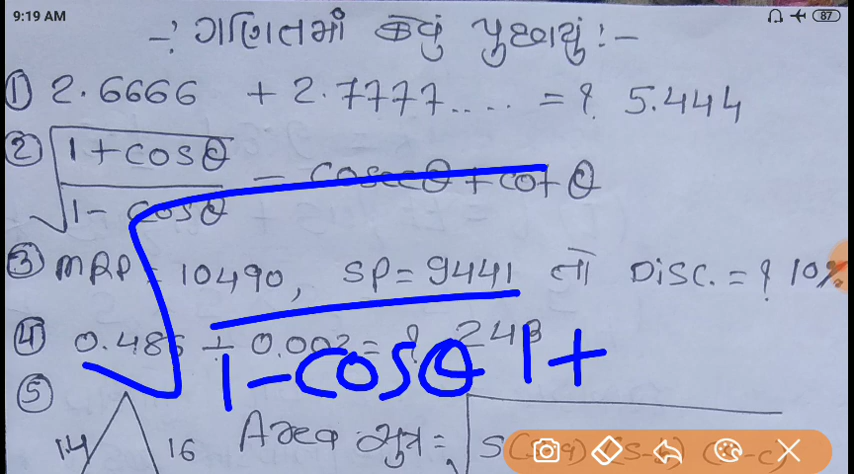 9:19 AM 87
-: ગણિતમાં કેવું પુછાયું :-
① 2.6666 + 2.7777.... = ? 5.444
② √1+cosθ / 1-cosθ = cosecθ + cotθ
③ MRP = 10490, SP = 9441 તો DiSC. = ? 10%
④ 0.486 ÷ 0.002 = ? 243
1-cosθ 1+
⑤
14 16 Area સુત્ર = √S(S-a)(S-b)(S-c)